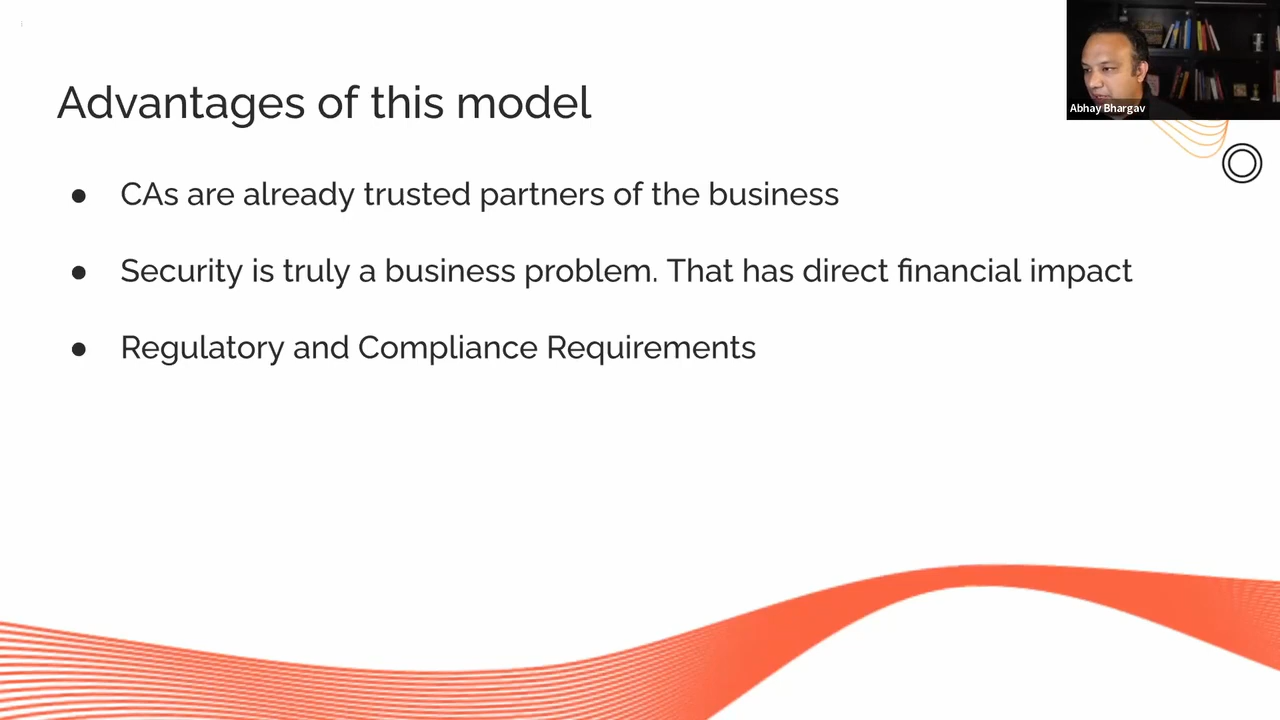 Advantages of this model
Abhay Bhargav
● CAs are already trusted partners of the business
● Security is truly a business problem. That has direct financial impact
● Regulatory and Compliance Requirements